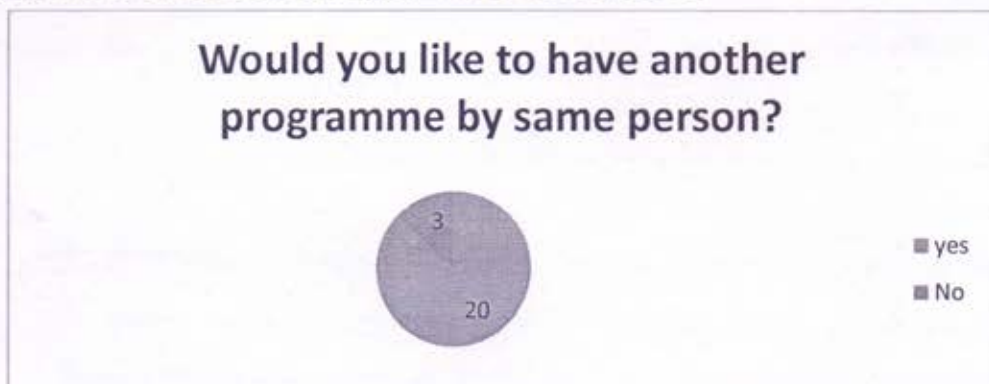 Would you like to have another
programme by same person?
3
20
yes
No